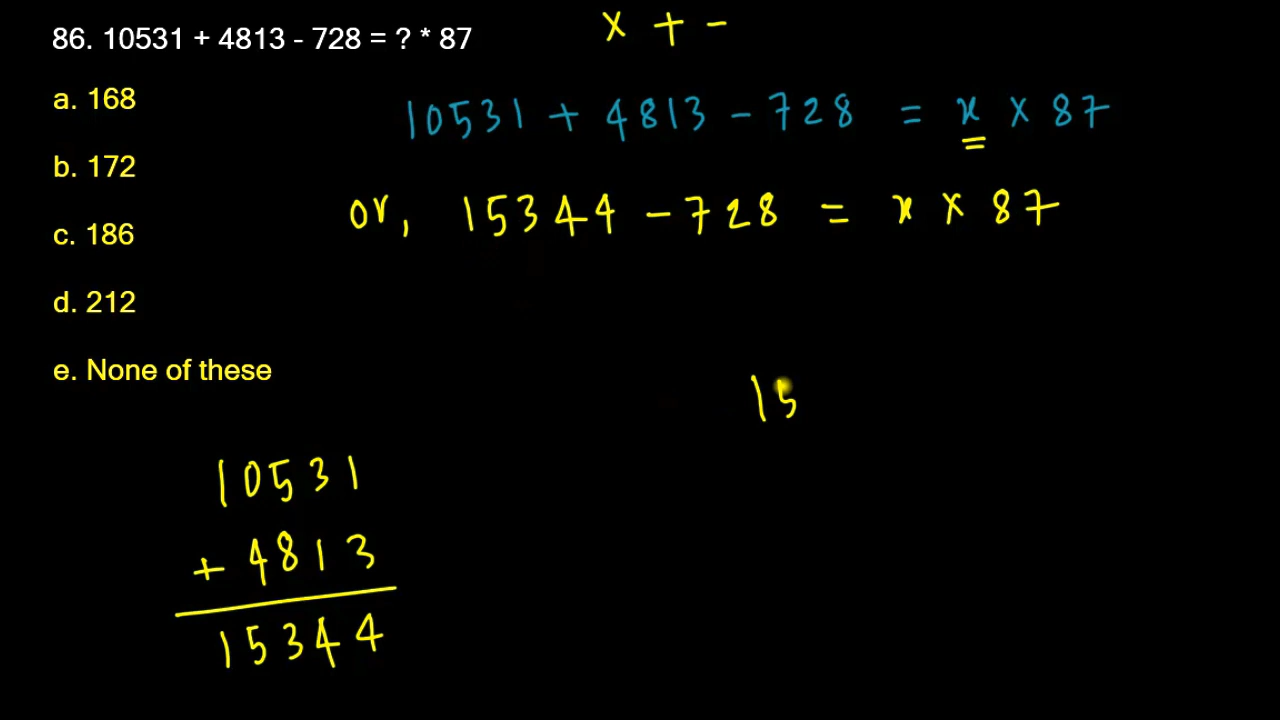 86. 10531 + 4813 - 728 = ? * 87
x + -
a. 168
10531 + 4813 - 728 = x × 87
b. 172
or, 15344 - 728 = x × 87
c. 186
d. 212
e. None of these
15
10531
+ 4813
15344